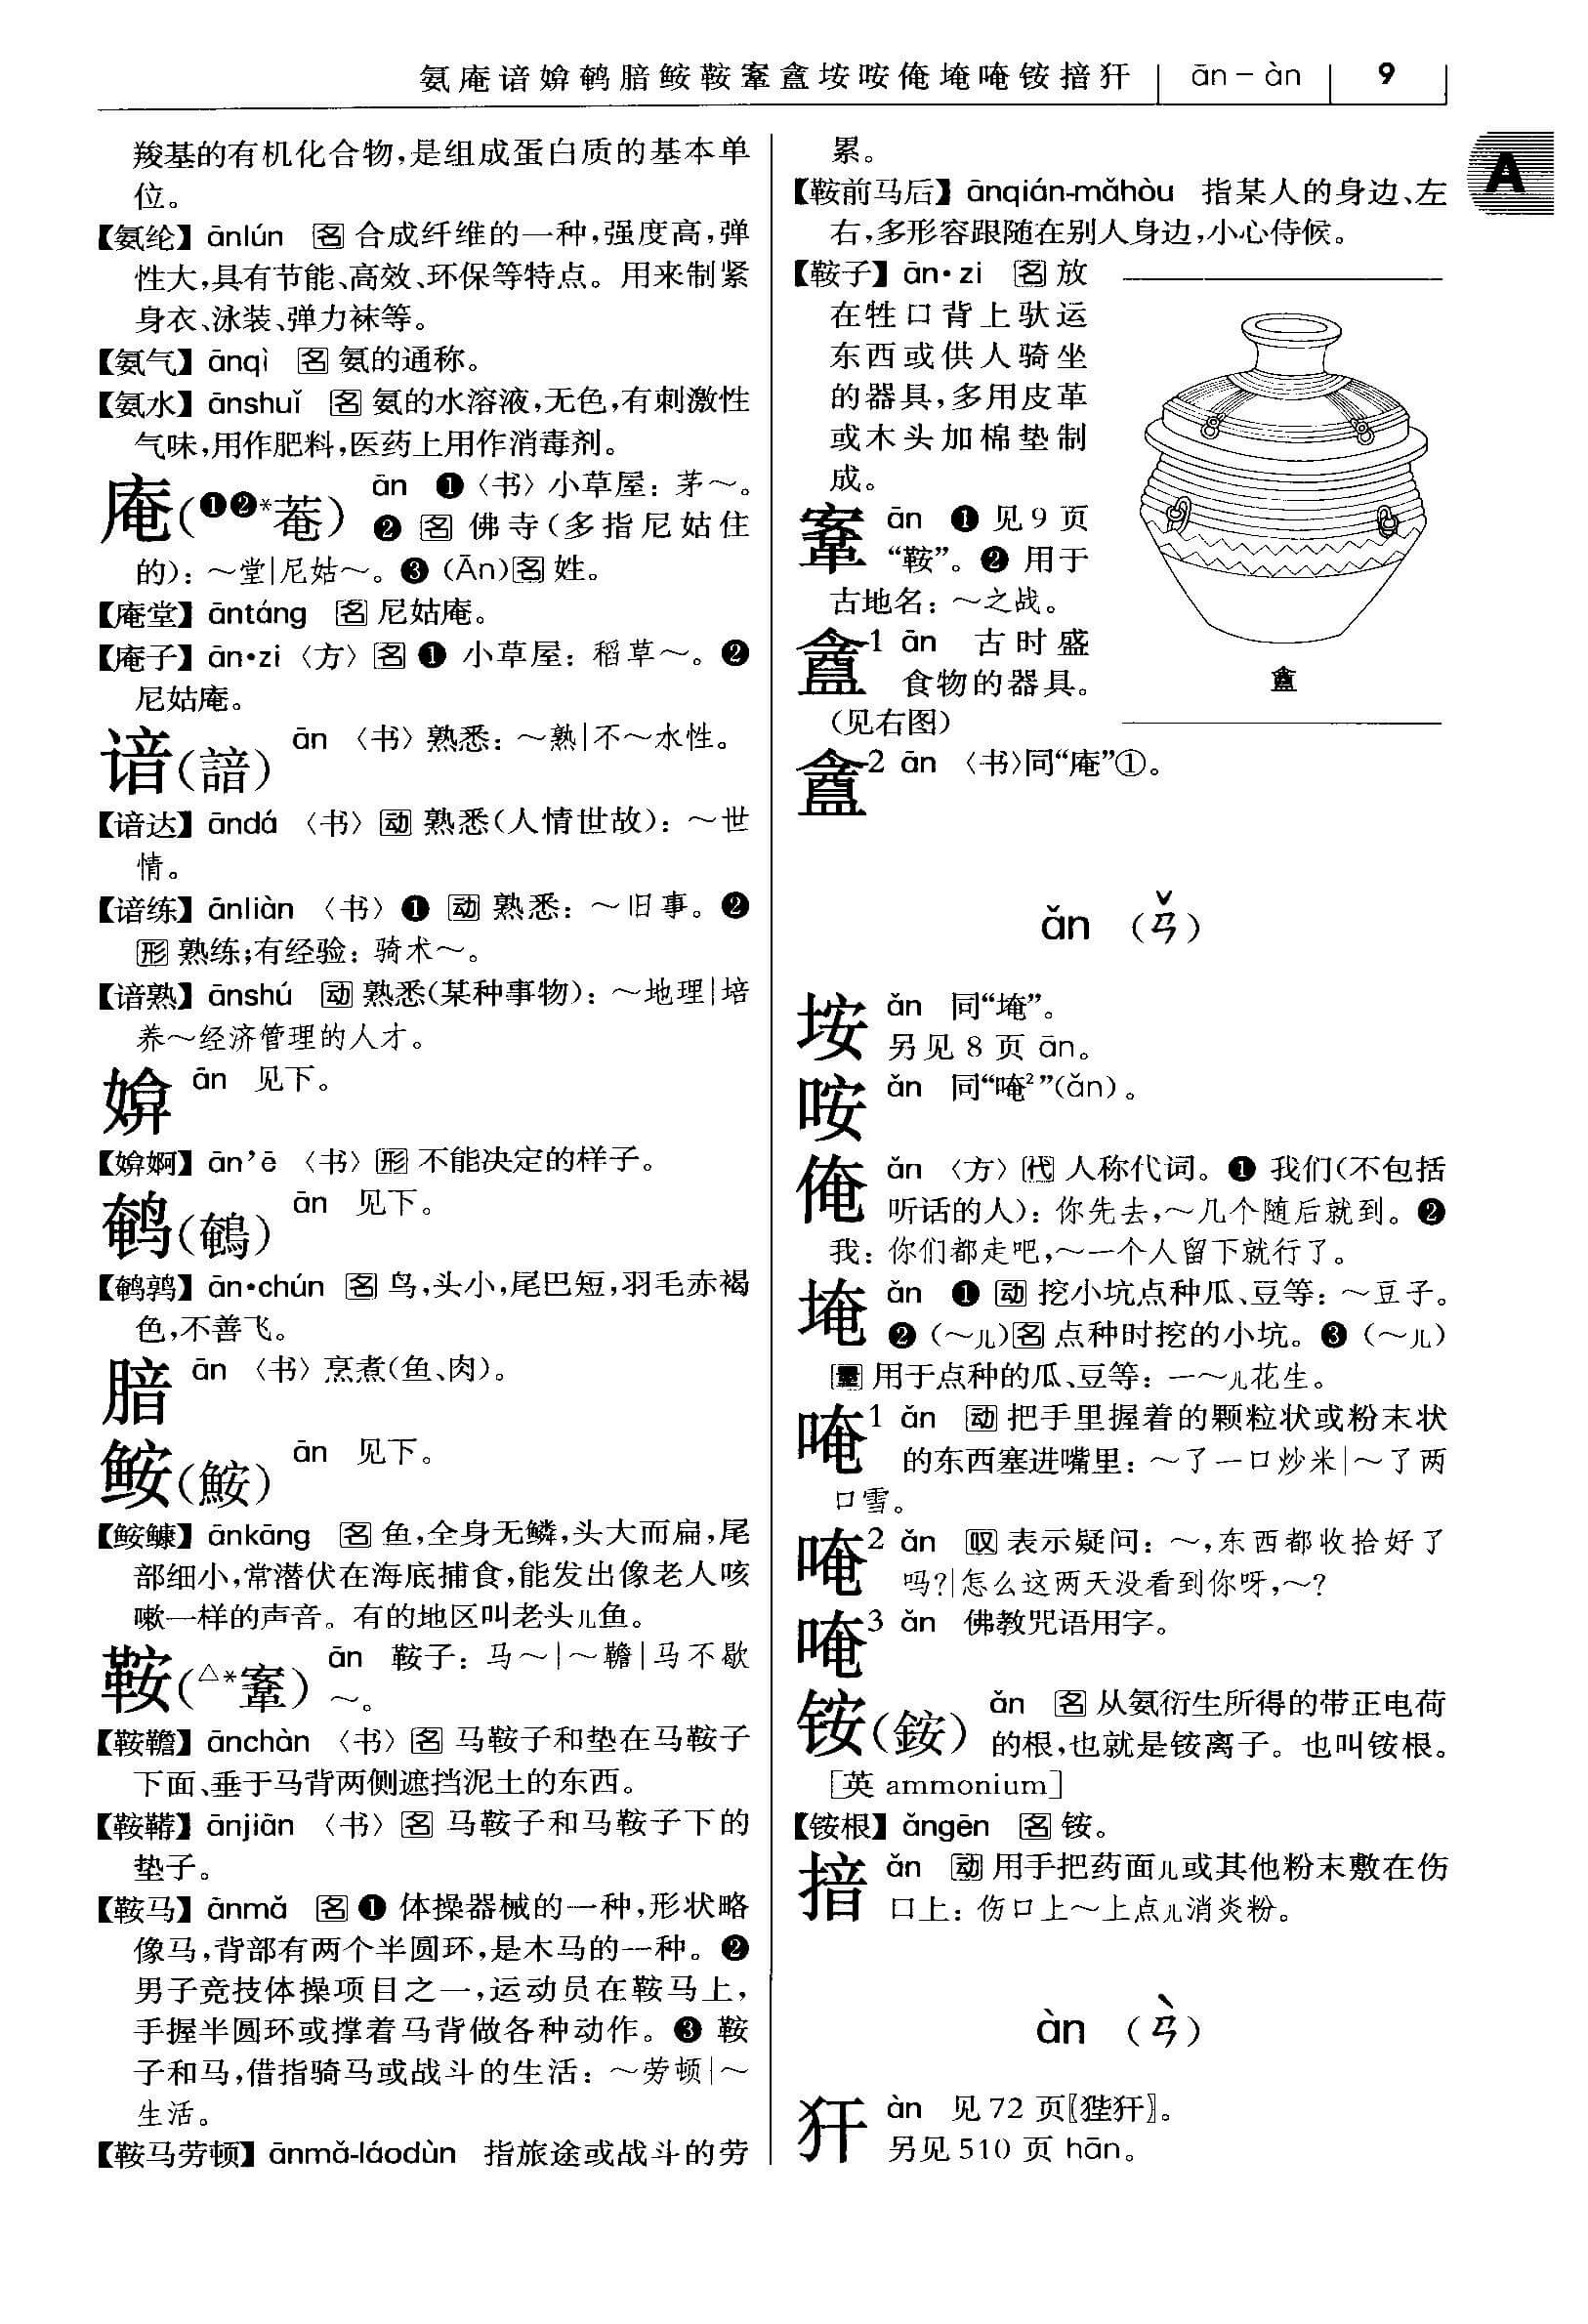 氨庵谙媕鹌腤鮟鞍鞌盦垵咹俺埯唵铵揞犴 ān－àn 9
A
羧基的有机化合物,是组成蛋白质的基本单
位。
【氨纶】ānlún 名 合成纤维的一种,强度高,弹
性大,具有节能、高效、环保等特点。用来制紧
身衣、泳装、弹力袜等。
【氨气】ānqì 名 氨的通称。
【氨水】ānshuǐ 名 氨的水溶液,无色,有刺激性
气味,用作肥料,医药上用作消毒剂。
庵(❶❷*菴) ān ❶〈书〉小草屋：茅～。
❷ 名 佛寺(多指尼姑住
的)：～堂|尼姑～。❸ (Ān)名 姓。
【庵堂】āntáng 名 尼姑庵。
【庵子】ān•zi〈方〉名 ❶ 小草屋：稻草～。❷
尼姑庵。
谙(諳) ān 〈书〉熟悉：～熟|不～水性。
【谙达】āndá 〈书〉动 熟悉(人情世故)：～世
情。
【谙练】ānliàn 〈书〉❶ 动 熟悉：～旧事。❷
形 熟练;有经验：骑术～。
【谙熟】ānshú 动 熟悉(某种事物)：～地理|培
养～经济管理的人才。
媕 ān 见下。
【媕婀】ān’ē 〈书〉形 不能决定的样子。
鹌(鵪) ān 见下。
【鹌鹑】ān•chún 名 鸟,头小,尾巴短,羽毛赤褐
色,不善飞。
腤 ān 〈书〉烹煮(鱼、肉)。
𩽾(鮟) ān 见下。
【𩽾𩾌】ānkāng 名 鱼,全身无鳞,头大而扁,尾
部细小,常潜伏在海底捕食,能发出像老人咳
嗽一样的声音。有的地区叫老头儿鱼。
鞍(△*鞌) ān 鞍子：马～|～韂|马不歇
～。
【鞍韂】ānchàn 〈书〉名 马鞍子和垫在马鞍子
下面、垂于马背两侧遮挡泥土的东西。
【鞍鞯】ānjiān 〈书〉名 马鞍子和马鞍子下的
垫子。
【鞍马】ānmǎ 名 ❶ 体操器械的一种,形状略
像马,背部有两个半圆环,是木马的一种。❷
男子竞技体操项目之一,运动员在鞍马上,
手握半圆环或撑着马背做各种动作。❸ 鞍
子和马,借指骑马或战斗的生活：～劳顿|～
生活。
【鞍马劳顿】ānmǎ-láodùn 指旅途或战斗的劳
累。
【鞍前马后】ānqián-mǎhòu 指某人的身边、左
右,多形容跟随在别人身边,小心侍候。
【鞍子】ān•zi 名 放
在牲口背上驮运
东西或供人骑坐
的器具,多用皮革
或木头加棉垫制
成。
鞌 ān ❶ 见9页
“鞍”。❷ 用于
古地名：～之战。
盦1 ān 古时盛
食物的器具。
(见右图)
盦
盦2 ān 〈书〉同“庵”①。
ǎn (ㄢˇ)
垵 ǎn 同“埯”。
另见 8 页 ān。
咹 ǎn 同“唵²”(ǎn)。
俺 ǎn 〈方〉代 人称代词。❶ 我们(不包括
听话的人)：你先去,～几个随后就到。❷
我：你们都走吧,～一个人留下就行了。
埯 ǎn ❶ 动 挖小坑点种瓜、豆等：～豆子。
❷ (～儿)名 点种时挖的小坑。❸ (～儿)
量 用于点种的瓜、豆等：一～儿花生。
唵1 ǎn 动 把手里握着的颗粒状或粉末状
的东西塞进嘴里：～了一口炒米|～了两
口雪。
唵2 ǎn 叹 表示疑问：～,东西都收拾好了
吗?|怎么这两天没看到你呀,～?
唵3 ǎn 佛教咒语用字。
铵(銨) ǎn 名 从氨衍生所得的带正电荷
的根,也就是铵离子。也叫铵根。
[英 ammonium]
【铵根】ǎngēn 名 铵。
揞 ǎn 动 用手把药面儿或其他粉末敷在伤
口上：伤口上～上点儿消炎粉。
àn (ㄢˋ)
犴 àn 见 72 页〖狴犴〗。
另见 510 页 hān。